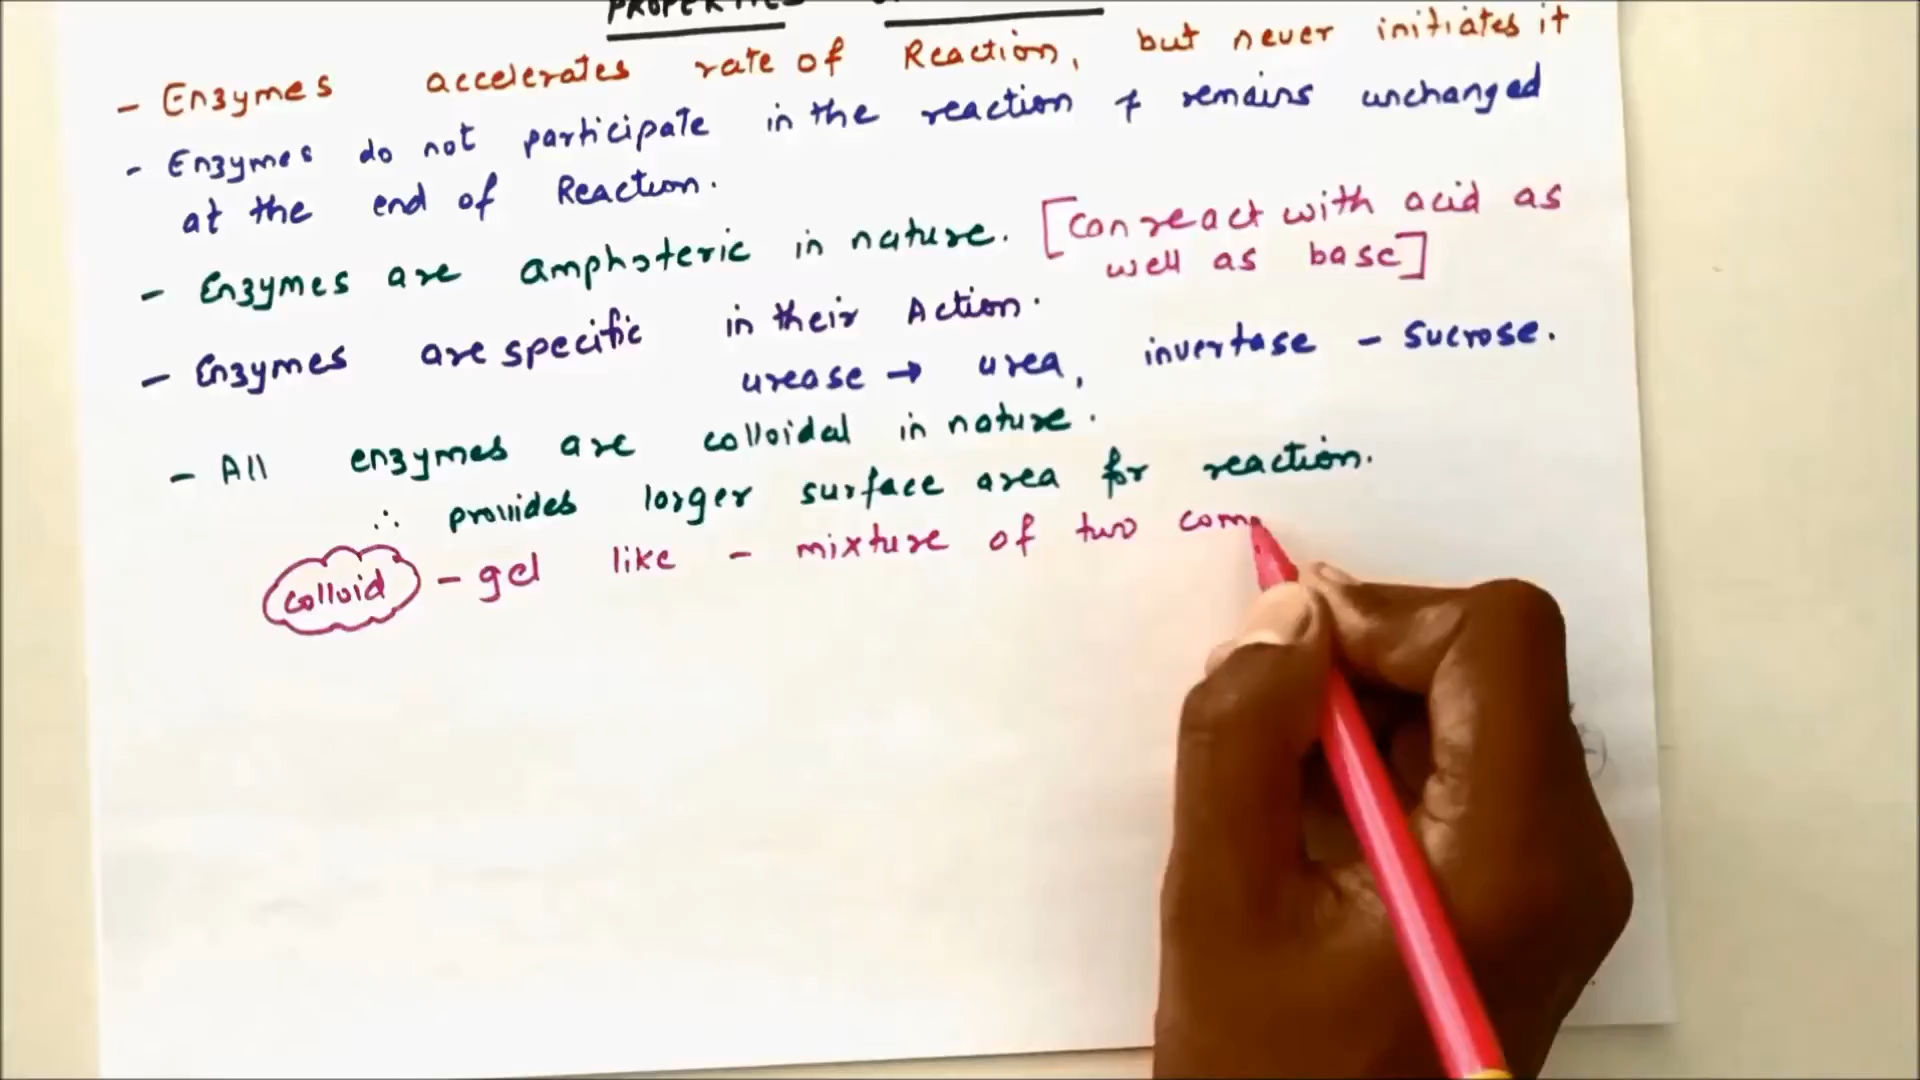 PROPERTIES
- Enzymes accelerates rate of Reaction, but never initiates it
- Enzymes do not participate in the reaction & remains unchanged
at the end of Reaction.
- Enzymes are amphoteric in nature. [Can react with acid as
well as base]
- Enzymes are specific in their Action.
urease → urea, invertase - Sucrose.
- All enzymes are colloidal in nature.
∴ provides larger surface area for reaction.
colloid - gel like - mixture of two com